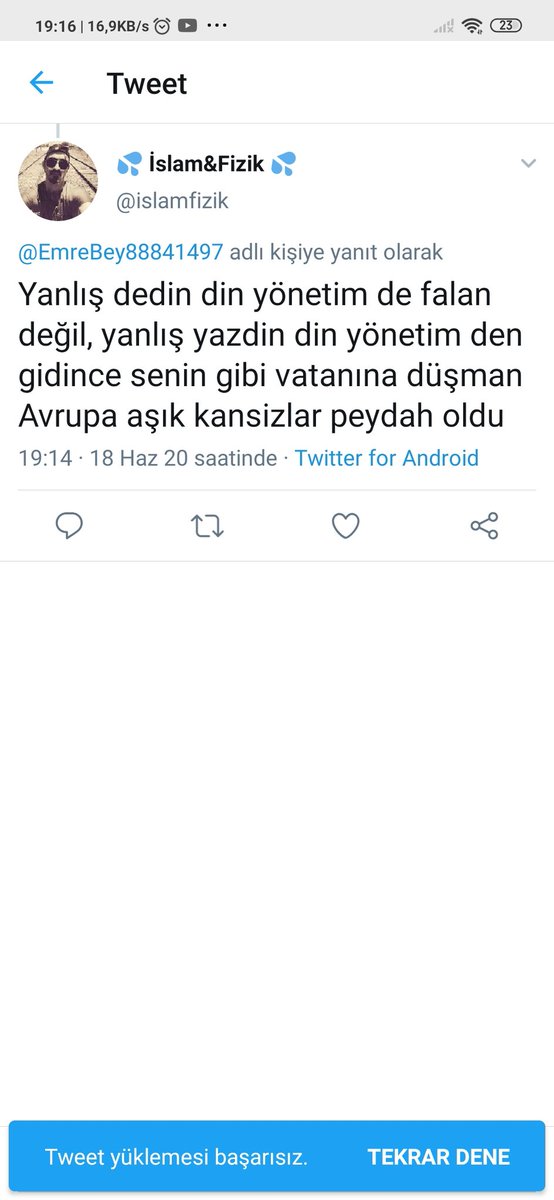 19:16 | 16,9KB/s ...
23
Tweet
💦 İslam&Fizik 💦
@islamfizik
@EmreBey88841497 adlı kişiye yanıt olarak
Yanlış dedin din yönetim de falan
değil, yanlış yazdin din yönetim den
gidince senin gibi vatanına düşman
Avrupa aşık kansizlar peydah oldu
19:14 · 18 Haz 20 saatinde · Twitter for Android
Tweet yüklemesi başarısız. TEKRAR DENE